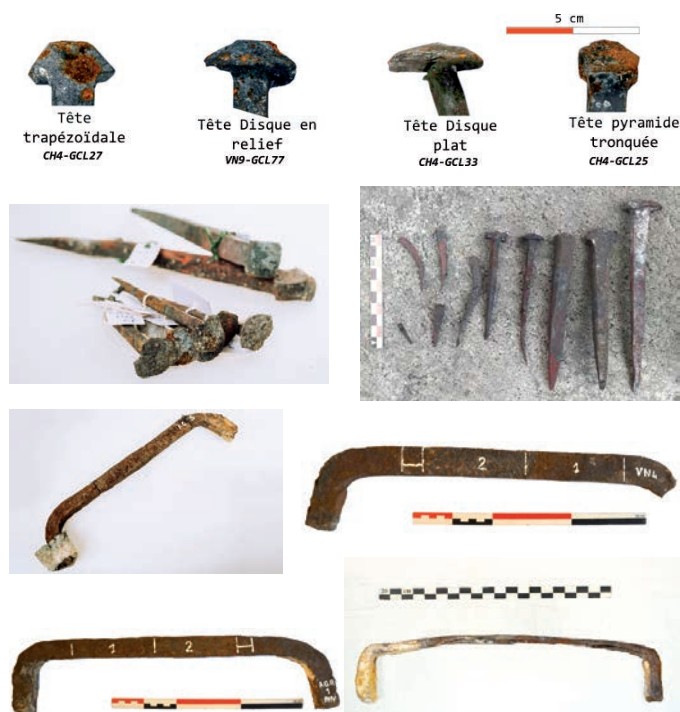 5 cm
Tête
trapézoïdale
CH4-GCL27
Tête Disque en
relief
VN9-GCL77
Tête Disque
plat
CH4-GCL33
Tête pyramide
tronquée
CH4-GCL25
2 1 VN4
1 2